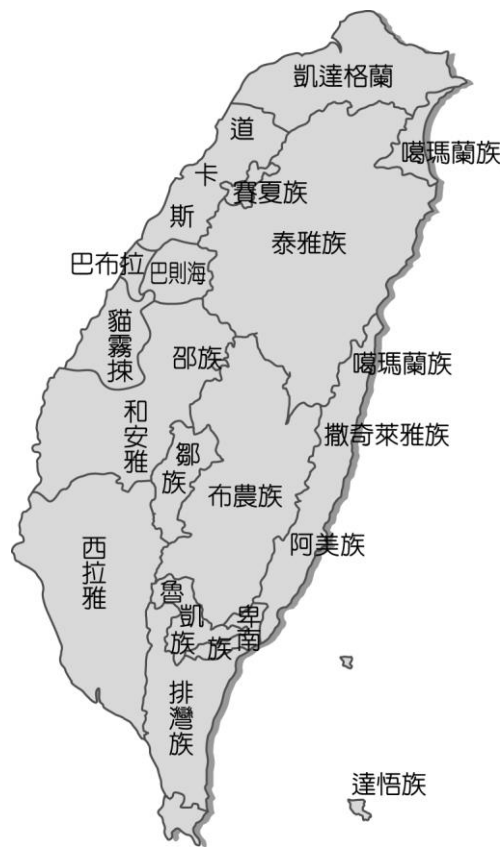 凱達格蘭
道
卡
斯
噶瑪蘭族
賽夏族
泰雅族
巴布拉
巴則海
貓霧捒
邵族
噶瑪蘭族
和安雅
撒奇萊雅族
鄒族
布農族
西拉雅
阿美族
魯凱族
卑南族
排灣族
達悟族